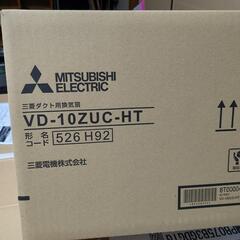 MITSUBISHI
ELECTRIC
三菱ダクト用換気扇
VD-10ZUC-HT
形名
コード 526 H92
三菱電機株式会社